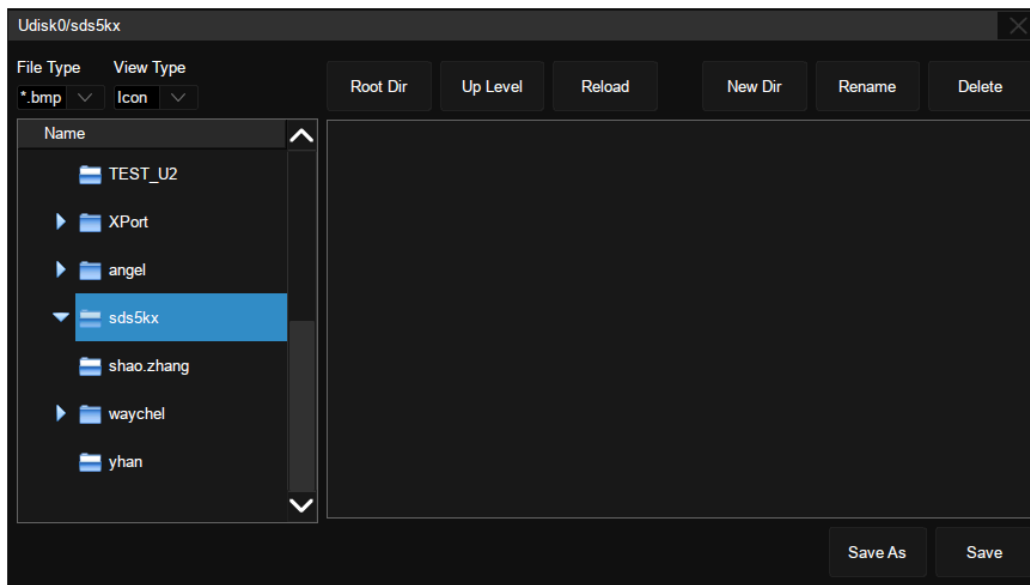 Udisk0/sds5kx
File Type View Type
*.bmp Icon
Root Dir Up Level Reload New Dir Rename Delete
Name
TEST_U2
XPort
angel
sds5kx
shao.zhang
waychel
yhan
Save As Save